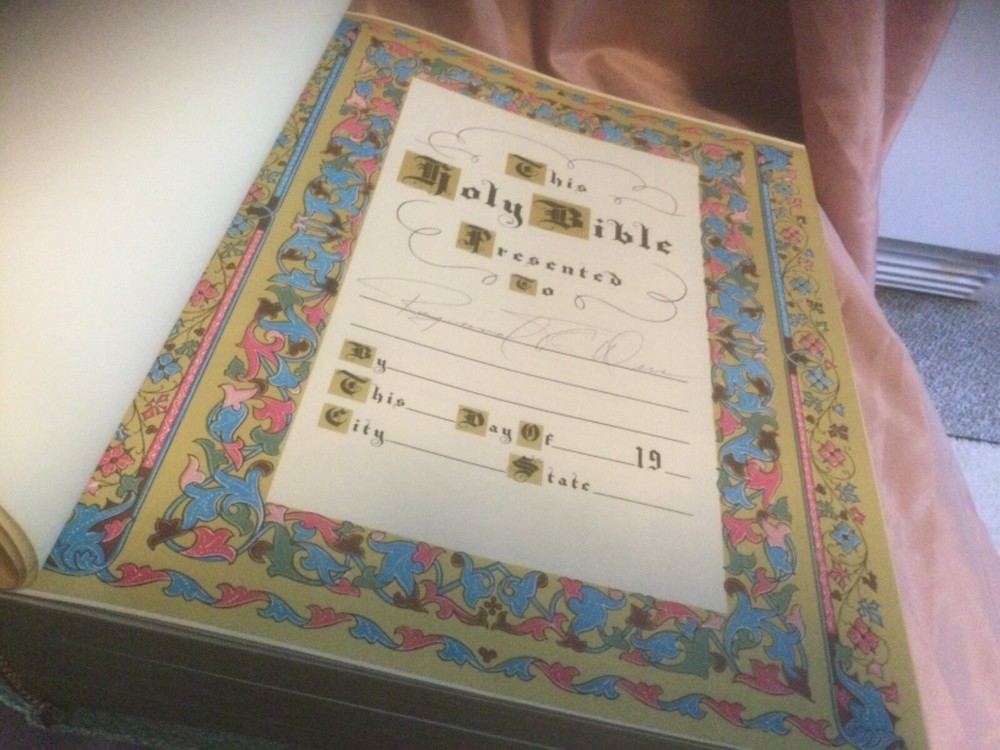 This
Holy Bible
Presented
To
By
This Day Of 19
City State